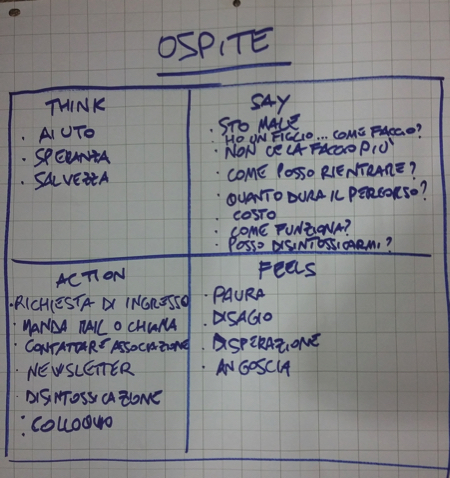 OSPITE
THINK
· AIUTO
· SPERANZA
· SALVEZZA
SAY
· STO MALE
· HO UN FIGLIO... COME FACCIO?
· NON CE LA FACCIO PIÙ
· COME POSSO RIENTRARE?
· QUANTO DURA IL PERCORSO?
· COSTO
· COME FUNZIONA?
· POSSO DISINTOSSICARMI?
ACTION
· RICHIESTA DI INGRESSO
· MANDA MAIL O CHIAMA
· CONTATTARE ASSOCIAZIONE
· NEWSLETTER
· DISINTOSSICAZIONE
· COLLOQUIO
FEELS
· PAURA
· DISAGIO
· DISPERAZIONE
· ANGOSCIA